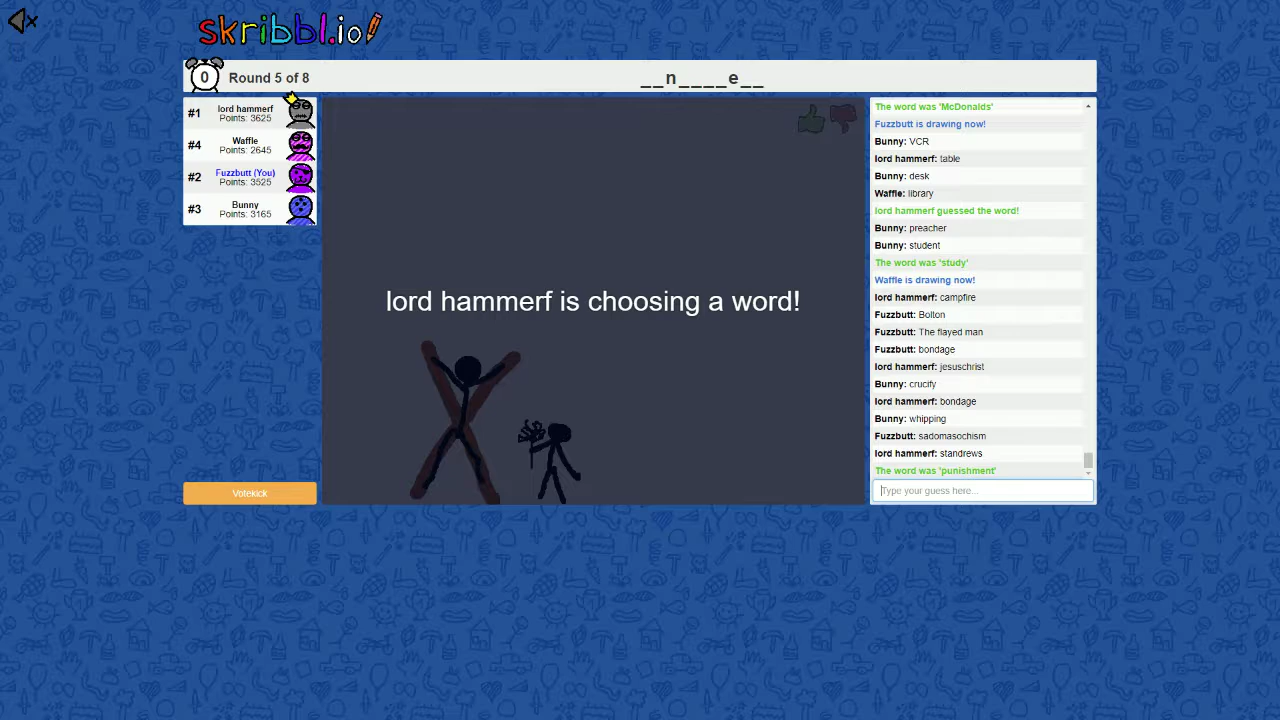 skribbl.io
0
Round 5 of 8
__n____e__
#1
lord hammerf
Points: 3625
#4
Waffle
Points: 2645
#2
Fuzzbutt (You)
Points: 3525
#3
Bunny
Points: 3165
Votekick
lord hammerf is choosing a word!
The word was 'McDonalds'
Fuzzbutt is drawing now!
Bunny: VCR
lord hammerf: table
Bunny: desk
Waffle: library
lord hammerf guessed the word!
Bunny: preacher
Bunny: student
The word was 'study'
Waffle is drawing now!
lord hammerf: campfire
Fuzzbutt: Bolton
Fuzzbutt: The flayed man
Fuzzbutt: bondage
lord hammerf: jesuschrist
Bunny: crucify
lord hammerf: bondage
Bunny: whipping
Fuzzbutt: sadomasochism
lord hammerf: standrews
The word was 'punishment'
Type your guess here...